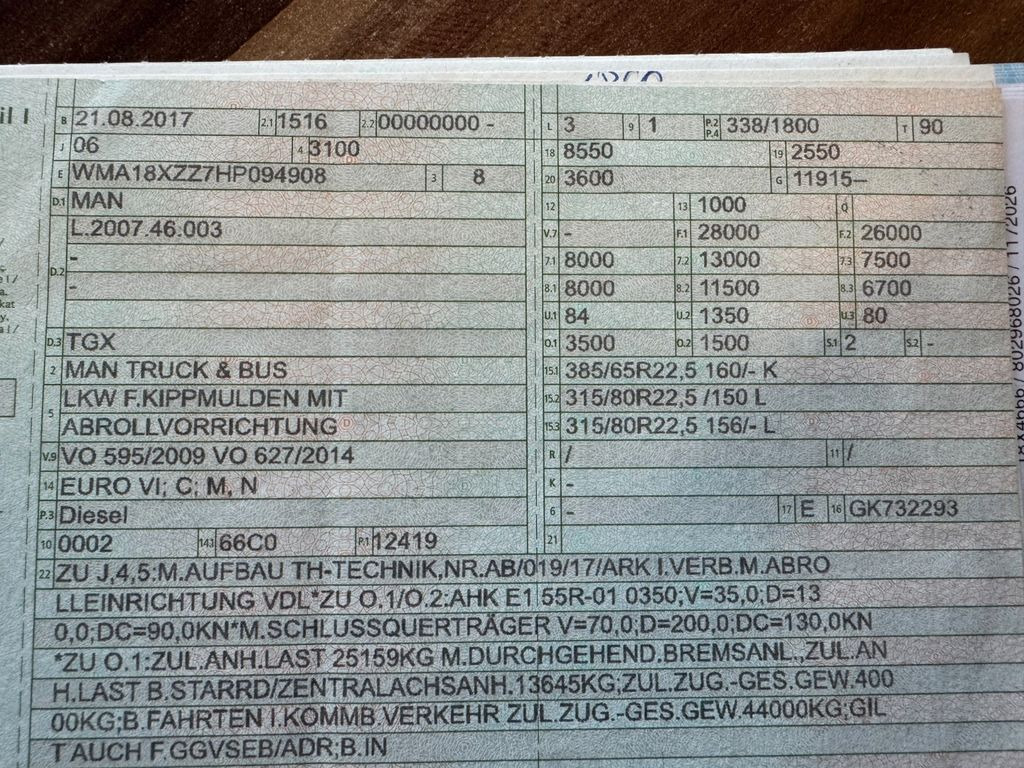 il I
B 21.08.2017 2.1 1516 2.2 00000000 -
J 06 4 3100
E WMA18XZZ7HP094908 3 8
D.1 MAN
L.2007.46.003
D.2 -
-
D.3 TGX
2 MAN TRUCK & BUS
5 LKW F.KIPPMULDEN MIT
ABROLLVORRICHTUNG
V.9 VO 595/2009 VO 627/2014
14 EURO VI; C; M, N
P.3 Diesel
10 0002 14.1 66C0 P.1 12419
L 3 9 1 P.2 P.4 338/1800 T 90
18 8550 19 2550
20 3600 G 11915–
12 13 1000 Q
V.7 - F.1 28000 F.2 26000
7.1 8000 7.2 13000 7.3 7500
8.1 8000 8.2 11500 8.3 6700
U.1 84 U.2 1350 U.3 80
O.1 3500 O.2 1500 S.1 2 S.2 -
15.1 385/65R22,5 160/- K
15.2 315/80R22,5 /150 L
15.3 315/80R22,5 156/- L
R / 11 /
K -
6 - 17 E 16 GK732293
21
22 ZU J,4,5:M.AUFBAU TH-TECHNIK,NR.AB/019/17/ARK I.VERB.M.ABRO
LLEINRICHTUNG VDL*ZU O.1/O.2:AHK E1 55R-01 0350;V=35,0;D=13
0,0;DC=90,0KN*M.SCHLUSSQUERTRÄGER V=70,0;D=200,0;DC=130,0KN
*ZU O.1:ZUL.ANH.LAST 25159KG M.DURCHGEHEND.BREMSANL.,ZUL.AN
H.LAST B.STARRD/ZENTRALACHSANH.13645KG;ZUL.ZUG.-GES.GEW.400
00KG;B.FAHRTEN I.KOMMB.VERKEHR ZUL.ZUG.-GES.GEW.44000KG;GIL
T AUCH F.GGVSEB/ADR;B.IN
/ 802968026 / 11 / 2026